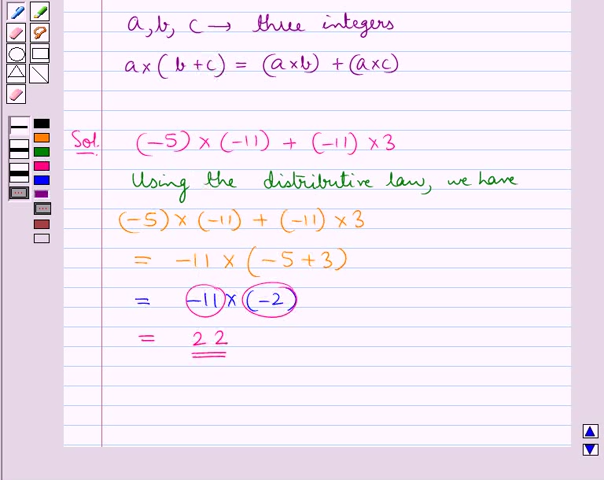 a, b, c → three integers
a×(b+c) = (a×b) + (a×c)
Sol. (-5) × (-11) + (-11) × 3
Using the distributive law, we have
(-5) × (-11) + (-11) × 3
= -11 × (-5+3)
= -11 × (-2)
= 22